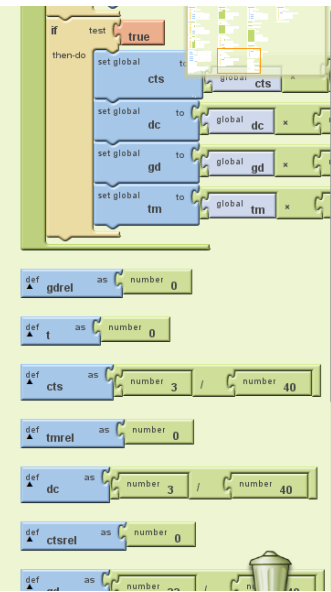 if test true
then-do set global to
cts global cts ×
set global to global dc ×
dc
set global to global gd ×
gd
set global to global tm ×
tm
def gdrel as number 0
def t as number 0
def cts as number 3 / number 40
def tmrel as number 0
def dc as number 3 / number 40
def ctsrel as number 0
def as number